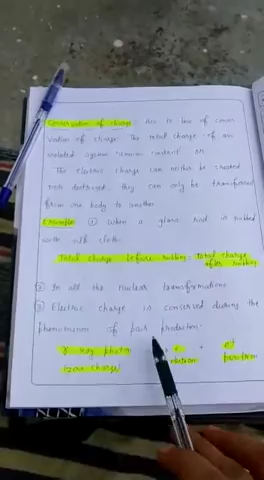 Conservation of charge: Acc to law of conser
vation of charge. The total charge of an
isolated system remain constant. or
The electric charge can neither be created
nor destroyed. they can only be transferred
from one body to another.
Example: ① When a glass rod is rubbed
with silk cloth.
Total charge before rubbing = Total charge
after rubbing
② In all the nuclear transformations
③ Electric charge is conserved during the
phenomenon of pair production.
γ ray photon e⁻ + e⁺
(zero charge) electron positron